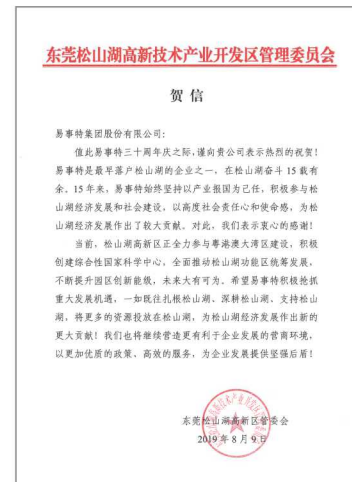 东莞松山湖高新技术产业开发区管理委员会
贺信
易事特集团股份有限公司：
值此易事特三十周年庆之际，谨向贵公司表示热烈的祝贺！
易事特是最早落户松山湖的企业之一，在松山湖奋斗 15 载有
余。15 年来，易事特始终坚持以产业报国为己任，积极参与松
山湖经济发展和社会建设，以高度社会责任心和使命感，为松
山湖经济发展作出了较大贡献。对此，我们表示衷心的感谢！
当前，松山湖高新区正全力参与粤港澳大湾区建设，积极
创建综合性国家科学中心，全面推动松山湖功能区统筹发展，
不断提升园区创新能级，未来大有可为。希望易事特积极抢抓
重大发展机遇，一如既往扎根松山湖、深耕松山湖、支持松山
湖，将更多的资源投放在松山湖，为松山湖经济发展作出新的
更大贡献！我们也将继续营造更有利于企业发展的营商环境，
以更加优质的政策、高效的服务，为企业发展提供坚强后盾！
东莞松山湖高新区管委会
2019 年 8 月 9 日